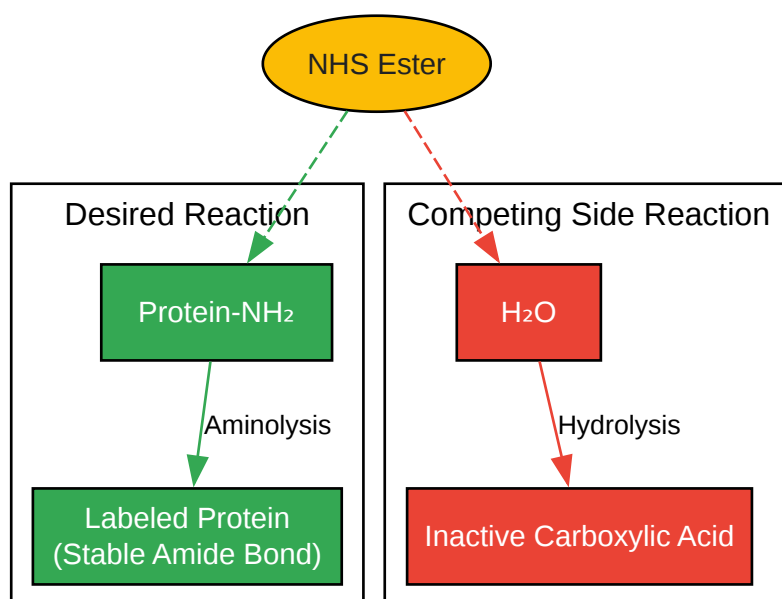 NHS Ester
Desired Reaction
Protein-NH₂
Aminolysis
Labeled Protein
(Stable Amide Bond)
Competing Side Reaction
H₂O
Hydrolysis
Inactive Carboxylic Acid